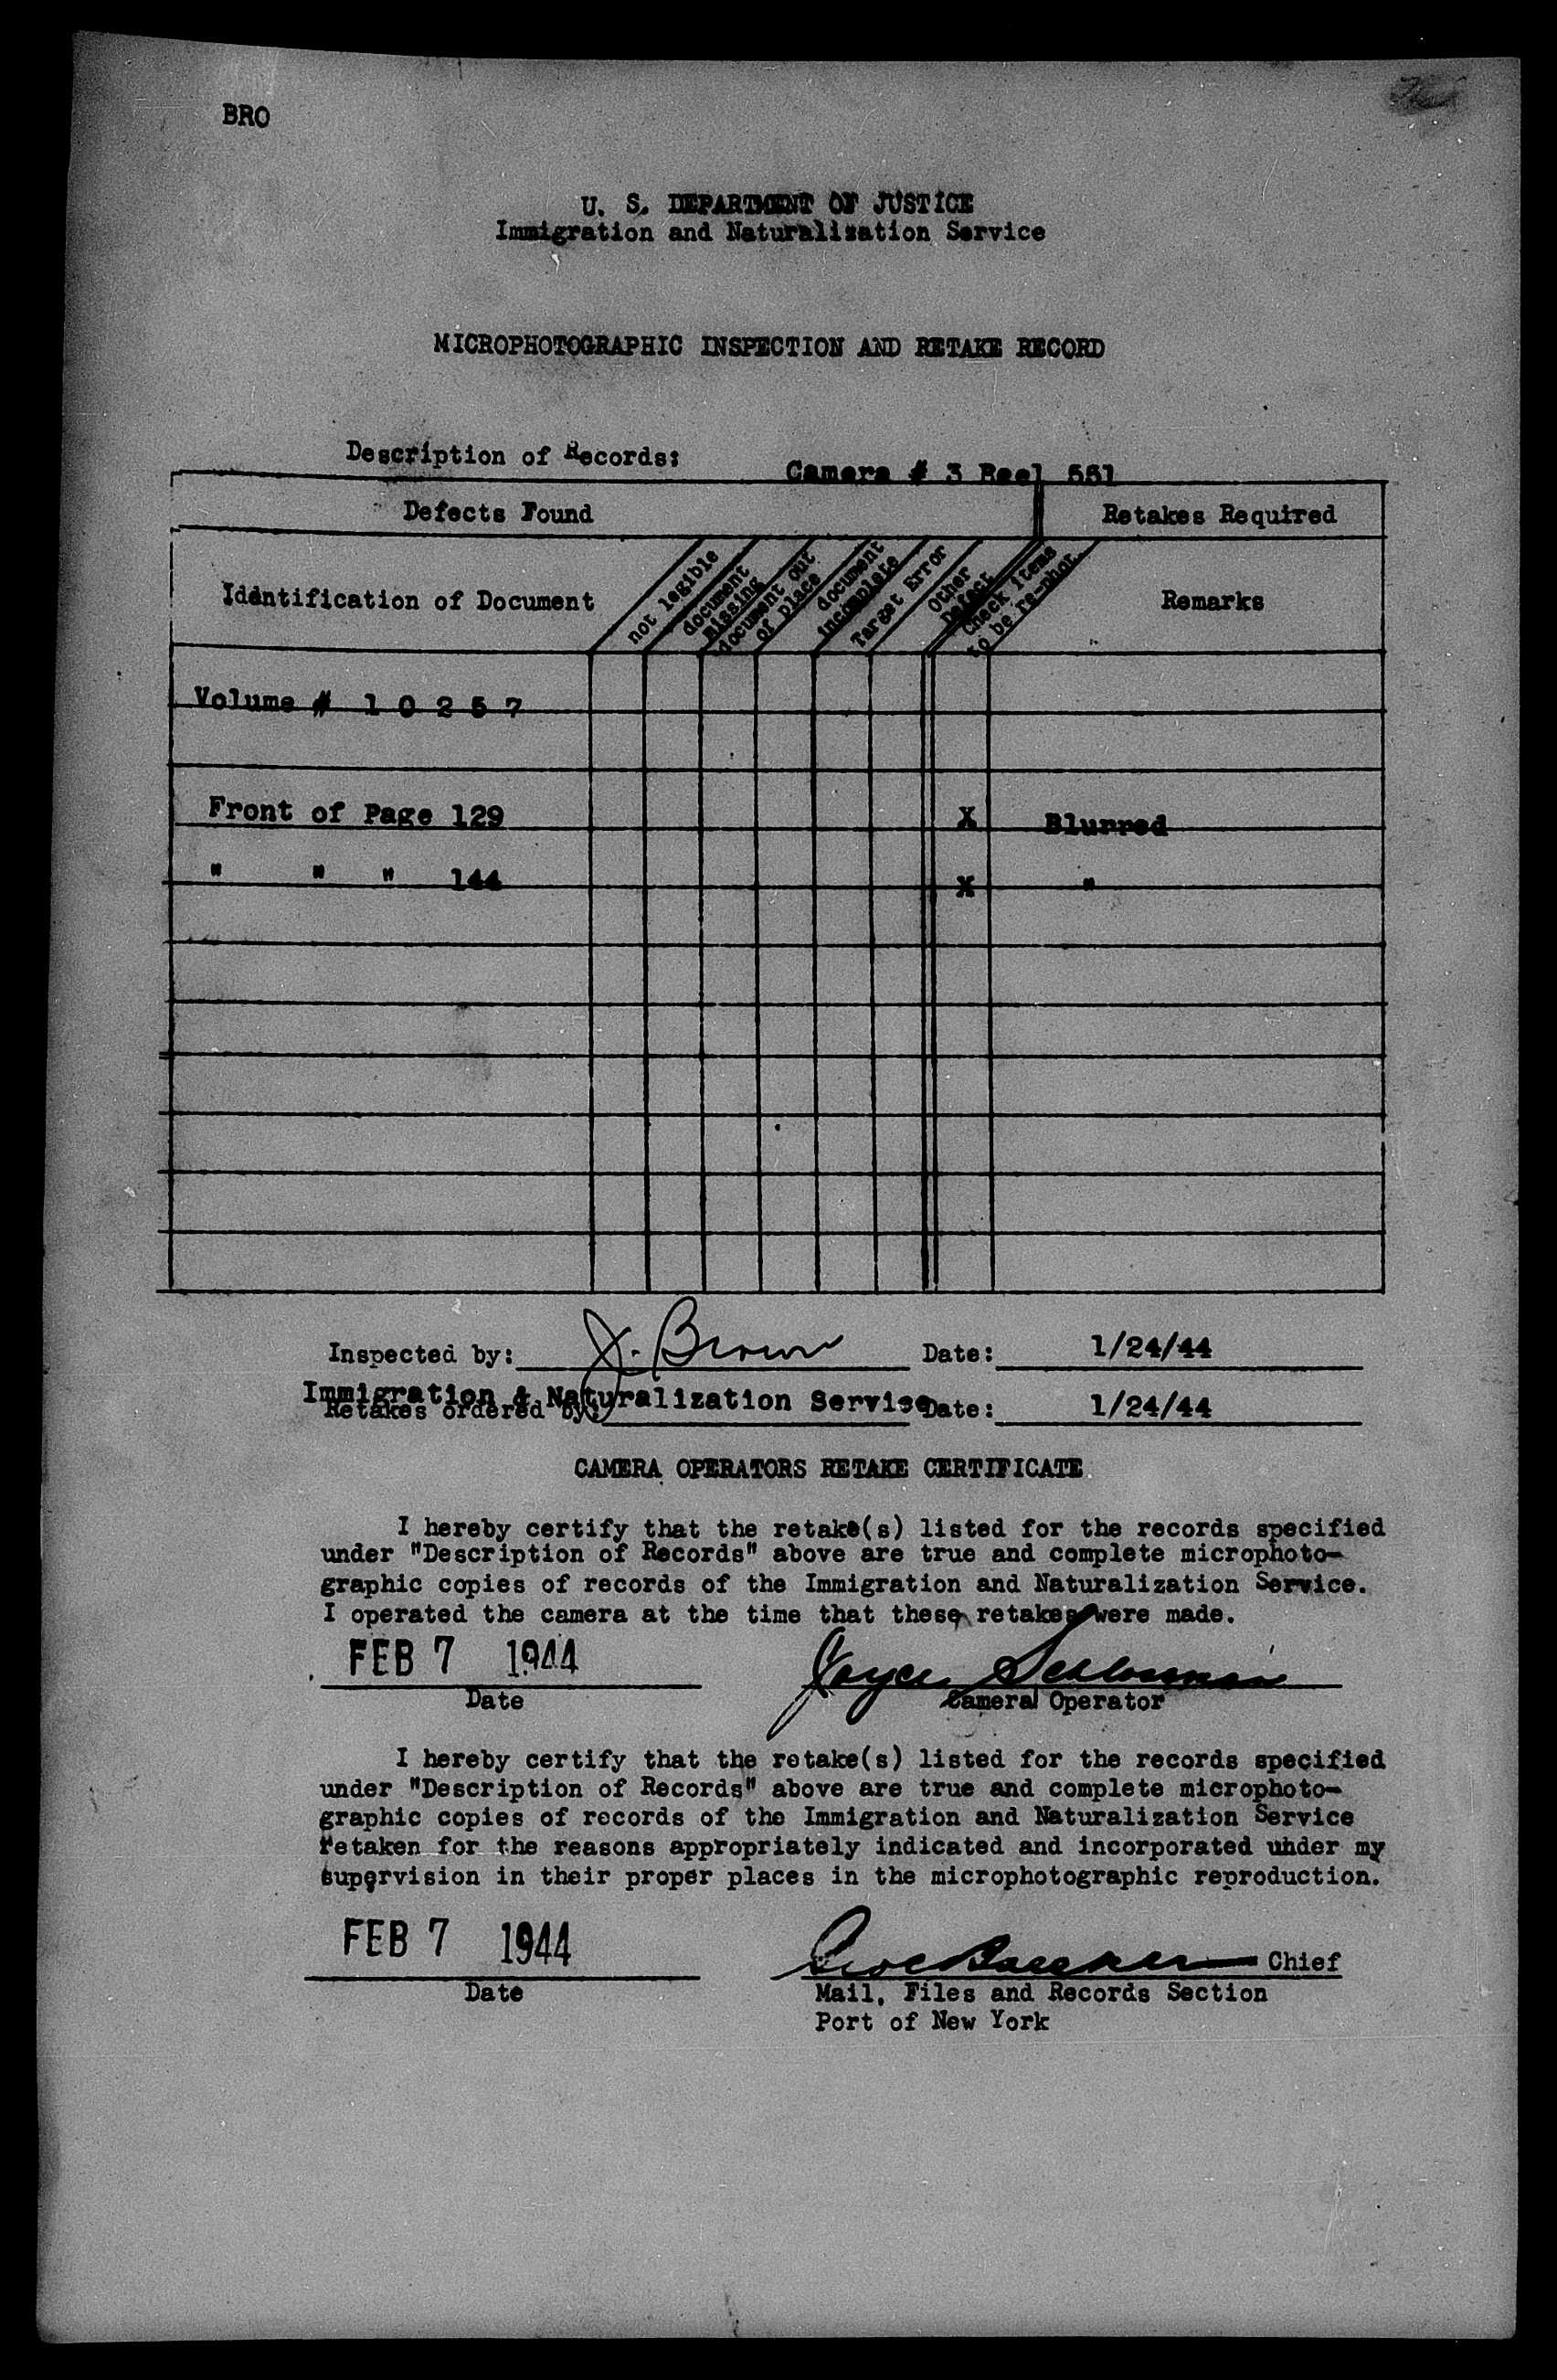 BRO
U. S. DEPARTMENT OF JUSTICE
Immigration and Naturalization Service
MICROPHOTOGRAPHIC INSPECTION AND RETAKE RECORD
Description of Records:
Camera # 3 Reel 551
Defects Found
Retakes Required
Identification of Document
not legible
document missing
document out of place
document incomplete
Target Error
Other Defect
Check items to be re-phot
Remarks
Volume # 1 0 2 5 7
Front of Page 129 X Blurred
" " " 144 X "
Inspected by: J. Brown Date: 1/24/44
Immigration & Naturalization Service
Retakes ordered by: Date: 1/24/44
CAMERA OPERATORS RETAKE CERTIFICATE
I hereby certify that the retake(s) listed for the records specified
under "Description of Records" above are true and complete microphoto-
graphic copies of records of the Immigration and Naturalization Service.
I operated the camera at the time that these retakes were made.
FEB 7 1944 Joyce
Date Camera Operator
I hereby certify that the retake(s) listed for the records specified
under "Description of Records" above are true and complete microphoto-
graphic copies of records of the Immigration and Naturalization Service
retaken for the reasons appropriately indicated and incorporated under my
supervision in their proper places in the microphotographic reproduction.
FEB 7 1944 Chief
Date Mail, Files and Records Section
Port of New York